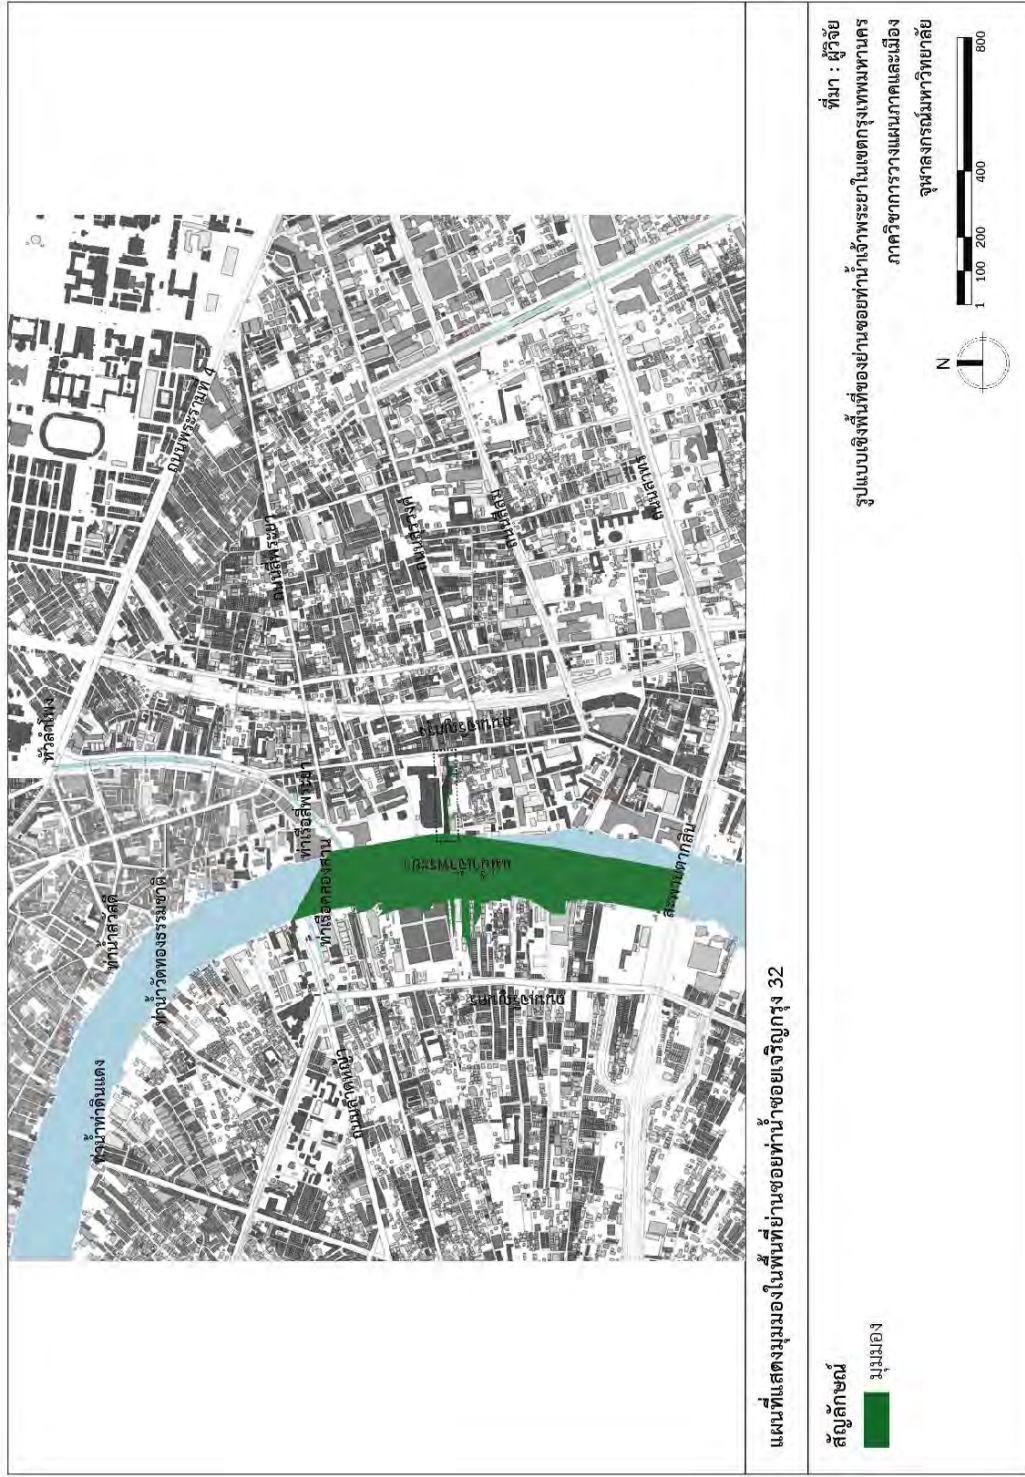 หัวลำโพง
ถนนพระรามที่ 4
ท่าน้ำสวัสดี
ท่าน้ำวัดทองธรรมชาติ
ท่าน้ำท่าดินแดง
ท่าเรือสี่พระยา
ท่าเรือคลองสาน
ถนนสี่พระยา
ถนนสุรวงศ์
ถนนสีลม
ถนนสาทร
ถนนเจริญกรุง
แม่น้ำเจ้าพระยา
ถนนลาดหญ้า
ถนนเจริญนคร
สะพานตากสิน
แผนที่แสดงมุมมองในพื้นที่ย่านซอยท่าน้ำซอยเจริญกรุง 32
สัญลักษณ์
มุมมอง
ที่มา : ผู้วิจัย
รูปแบบเชิงพื้นที่ของย่านซอยท่าน้ำเจ้าพระยาในเขตกรุงเทพมหานคร
ภาควิชาการวางแผนภาคและเมือง
จุฬาลงกรณ์มหาวิทยาลัย
N
1 100 200 400 800